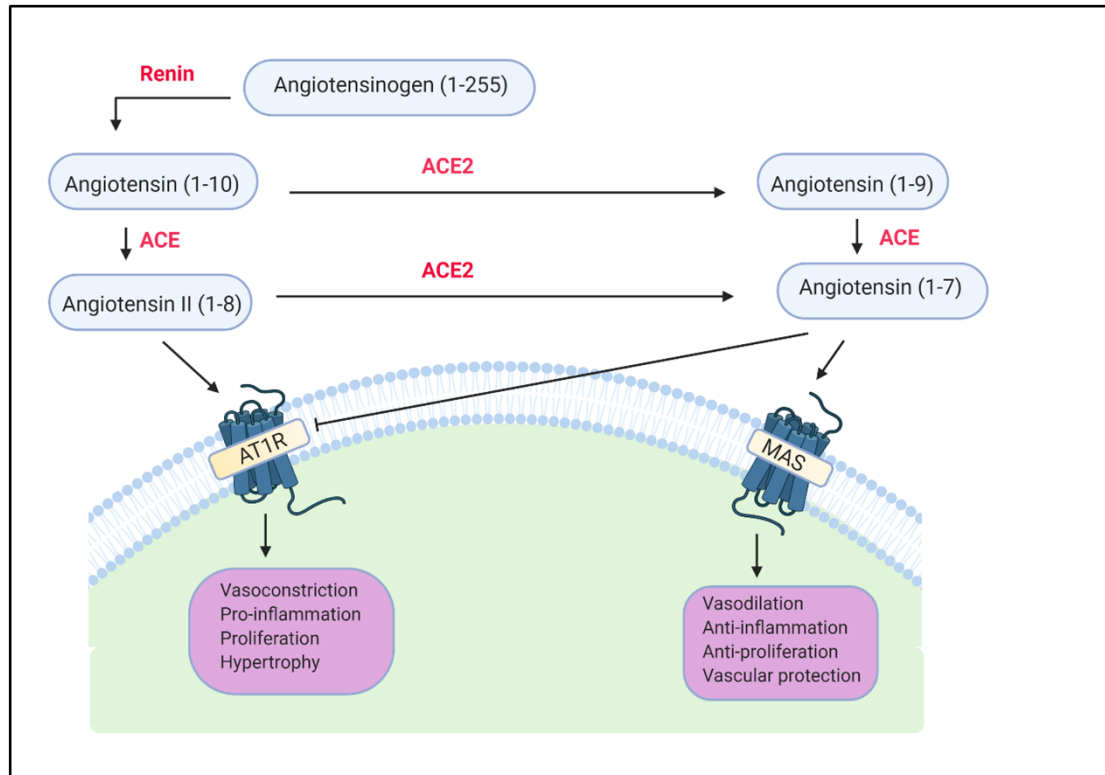 Renin
Angiotensinogen (1-255)
Angiotensin (1-10)
ACE2
Angiotensin (1-9)
ACE
ACE
Angiotensin II (1-8)
ACE2
Angiotensin (1-7)
AT1R
MAS
Vasoconstriction
Pro-inflammation
Proliferation
Hypertrophy
Vasodilation
Anti-inflammation
Anti-proliferation
Vascular protection